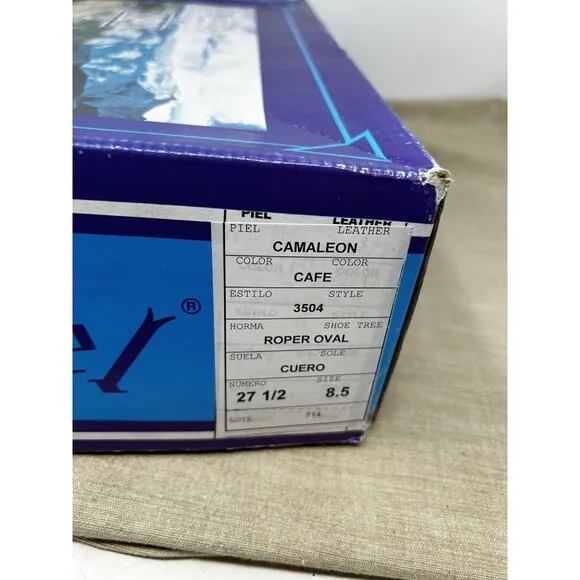 PIEL LEATHER
PIEL LEATHER
CAMALEON
COLOR COLOR
CAFE
ESTILO STYLE
3504
HORMA SHOE TREE
ROPER OVAL
SUELA SOLE
CUERO
NUMERO SIZE
27 1/2 8.5
LOTE 714
®